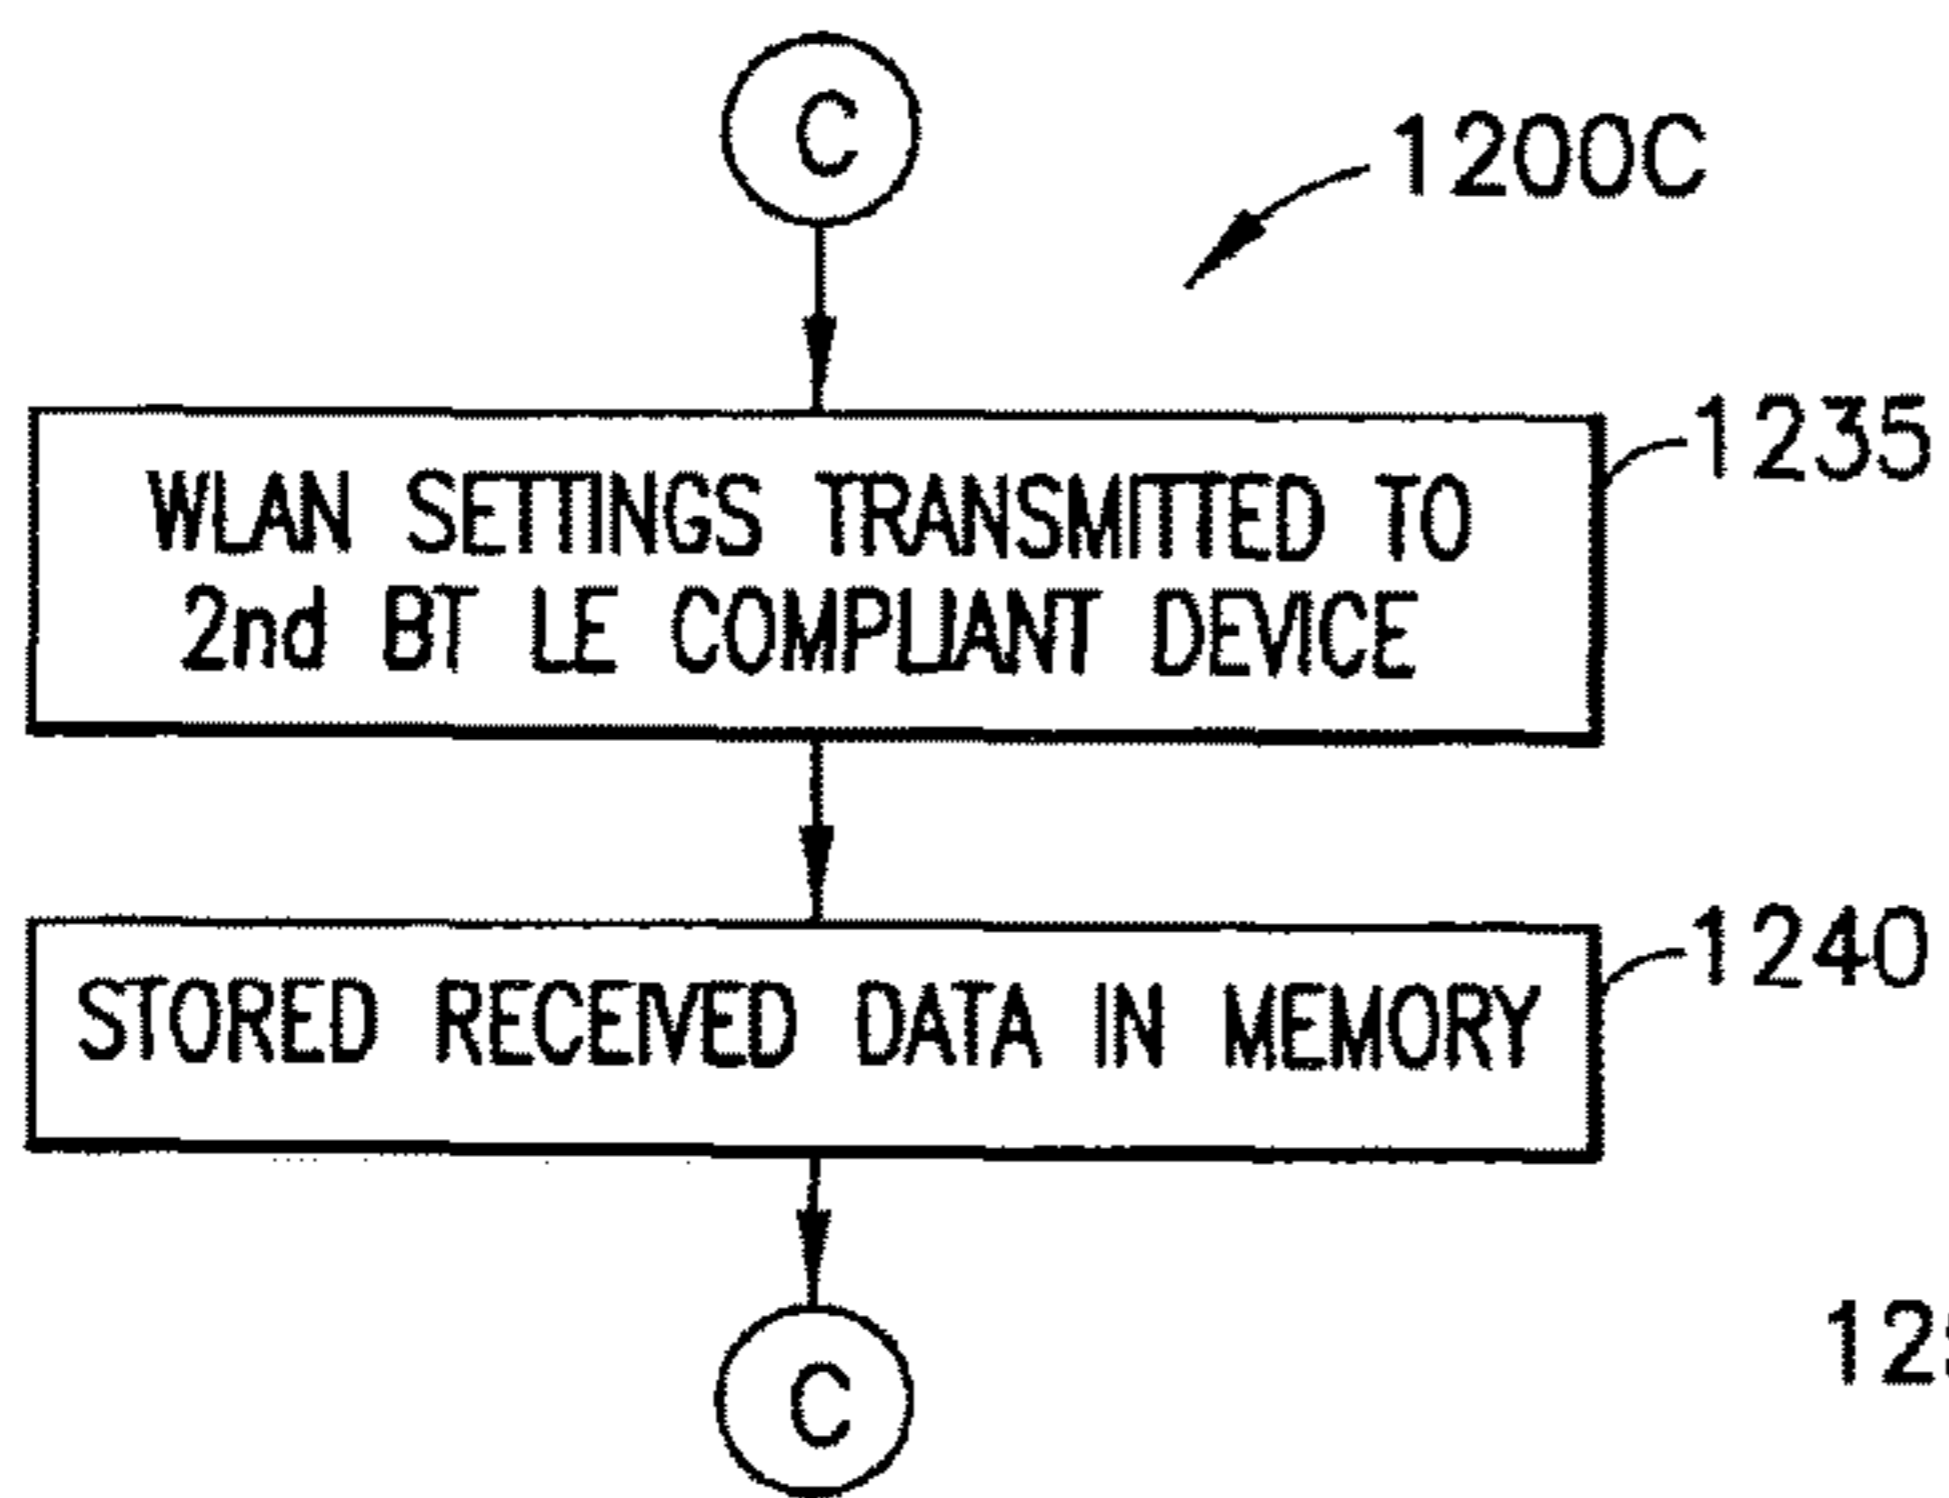 C
1200C
WLAN SETTINGS TRANSMITTED TO
2nd BT LE COMPLIANT DEVICE
1235
STORED RECEIVED DATA IN MEMORY
1240
C